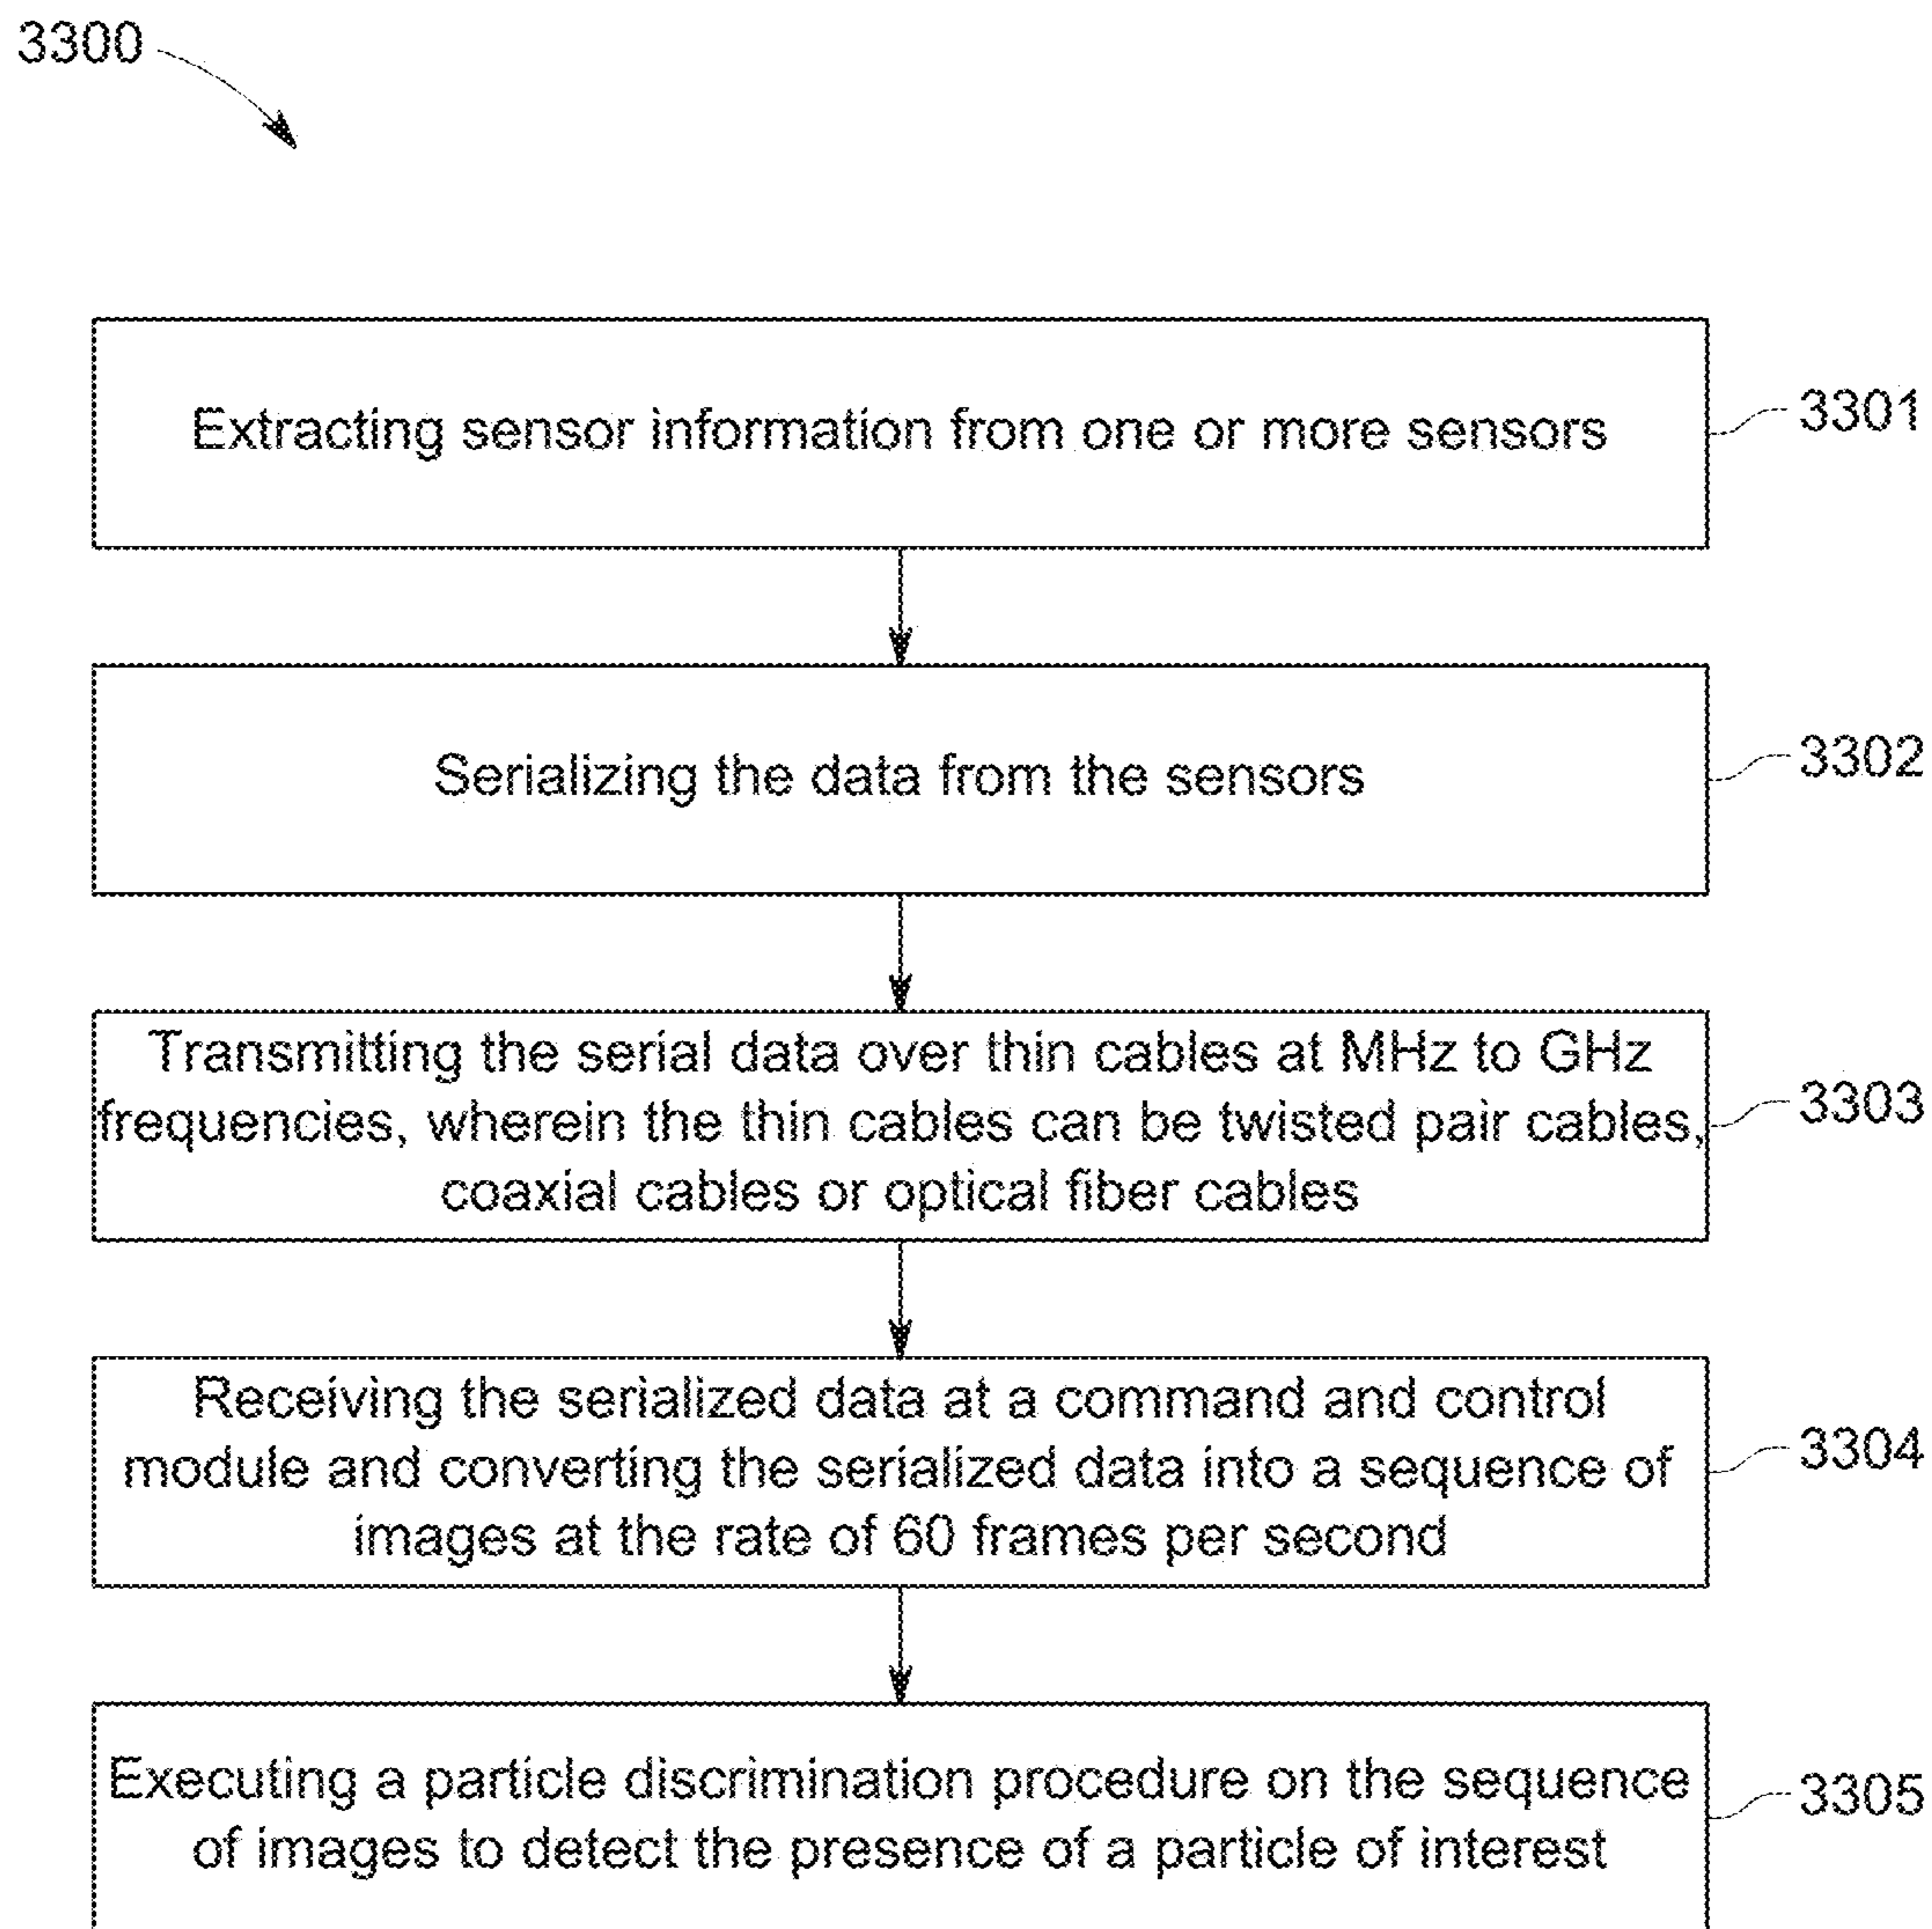 3300
Extracting sensor information from one or more sensors
3301
Serializing the data from the sensors
3302
Transmitting the serial data over thin cables at MHz to GHz
frequencies, wherein the thin cables can be twisted pair cables,
coaxial cables or optical fiber cables
3303
Receiving the serialized data at a command and control
module and converting the serialized data into a sequence of
images at the rate of 60 frames per second
3304
Executing a particle discrimination procedure on the sequence
of images to detect the presence of a particle of interest
3305